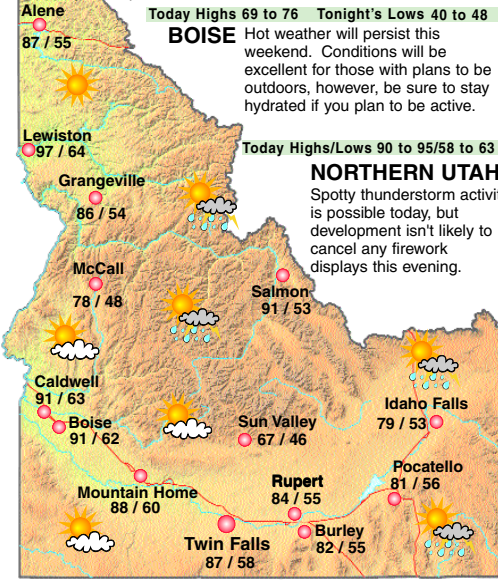 Alene
87 / 55
Today Highs 69 to 76 Tonight's Lows 40 to 48
BOISE
Hot weather will persist this
weekend. Conditions will be
excellent for those with plans to be
outdoors, however, be sure to stay
hydrated if you plan to be active.
Lewiston
97 / 64
Today Highs/Lows 90 to 95/58 to 63
NORTHERN UTAH
Spotty thunderstorm activit
is possible today, but
development isn't likely to
cancel any firework
displays this evening.
Grangeville
86 / 54
McCall
78 / 48
Salmon
91 / 53
Caldwell
91 / 63
Boise
91 / 62
Sun Valley
67 / 46
Idaho Falls
79 / 53
Pocatello
81 / 56
Mountain Home
88 / 60
Rupert
84 / 55
Twin Falls
87 / 58
Burley
82 / 55